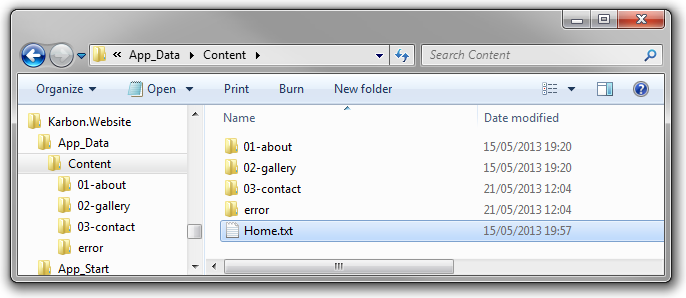 « App_Data Content Search Content
Organize Open Print Burn New folder
Karbon.Website
App_Data
Content
01-about
02-gallery
03-contact
error
App_Start
Name Date modified
01-about 15/05/2013 19:20
02-gallery 15/05/2013 19:20
03-contact 21/05/2013 12:04
error 21/05/2013 12:04
Home.txt 15/05/2013 19:57